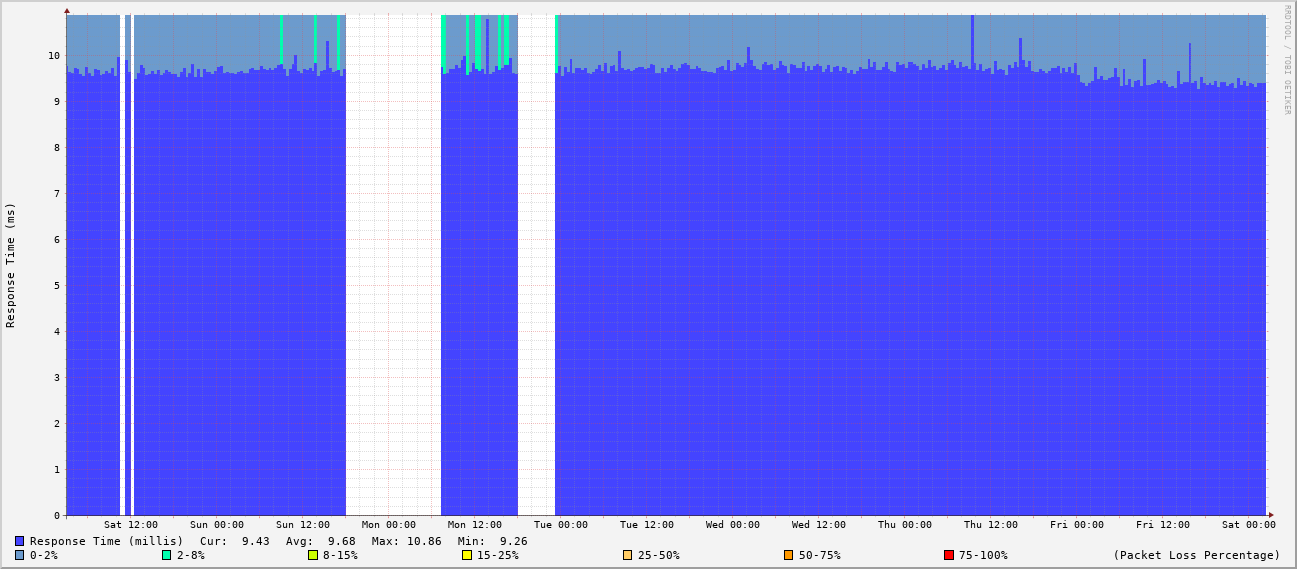 RRDTOOL / TOBI OETIKER
Response Time (ms)
10
9
8
7
6
5
4
3
2
1
0
Sat 12:00 Sun 00:00 Sun 12:00 Mon 00:00 Mon 12:00 Tue 00:00 Tue 12:00 Wed 00:00 Wed 12:00 Thu 00:00 Thu 12:00 Fri 00:00 Fri 12:00 Sat 00:00
Response Time (millis) Cur: 9.43 Avg: 9.68 Max: 10.86 Min: 9.26
0-2% 2-8% 8-15% 15-25% 25-50% 50-75% 75-100% (Packet Loss Percentage)